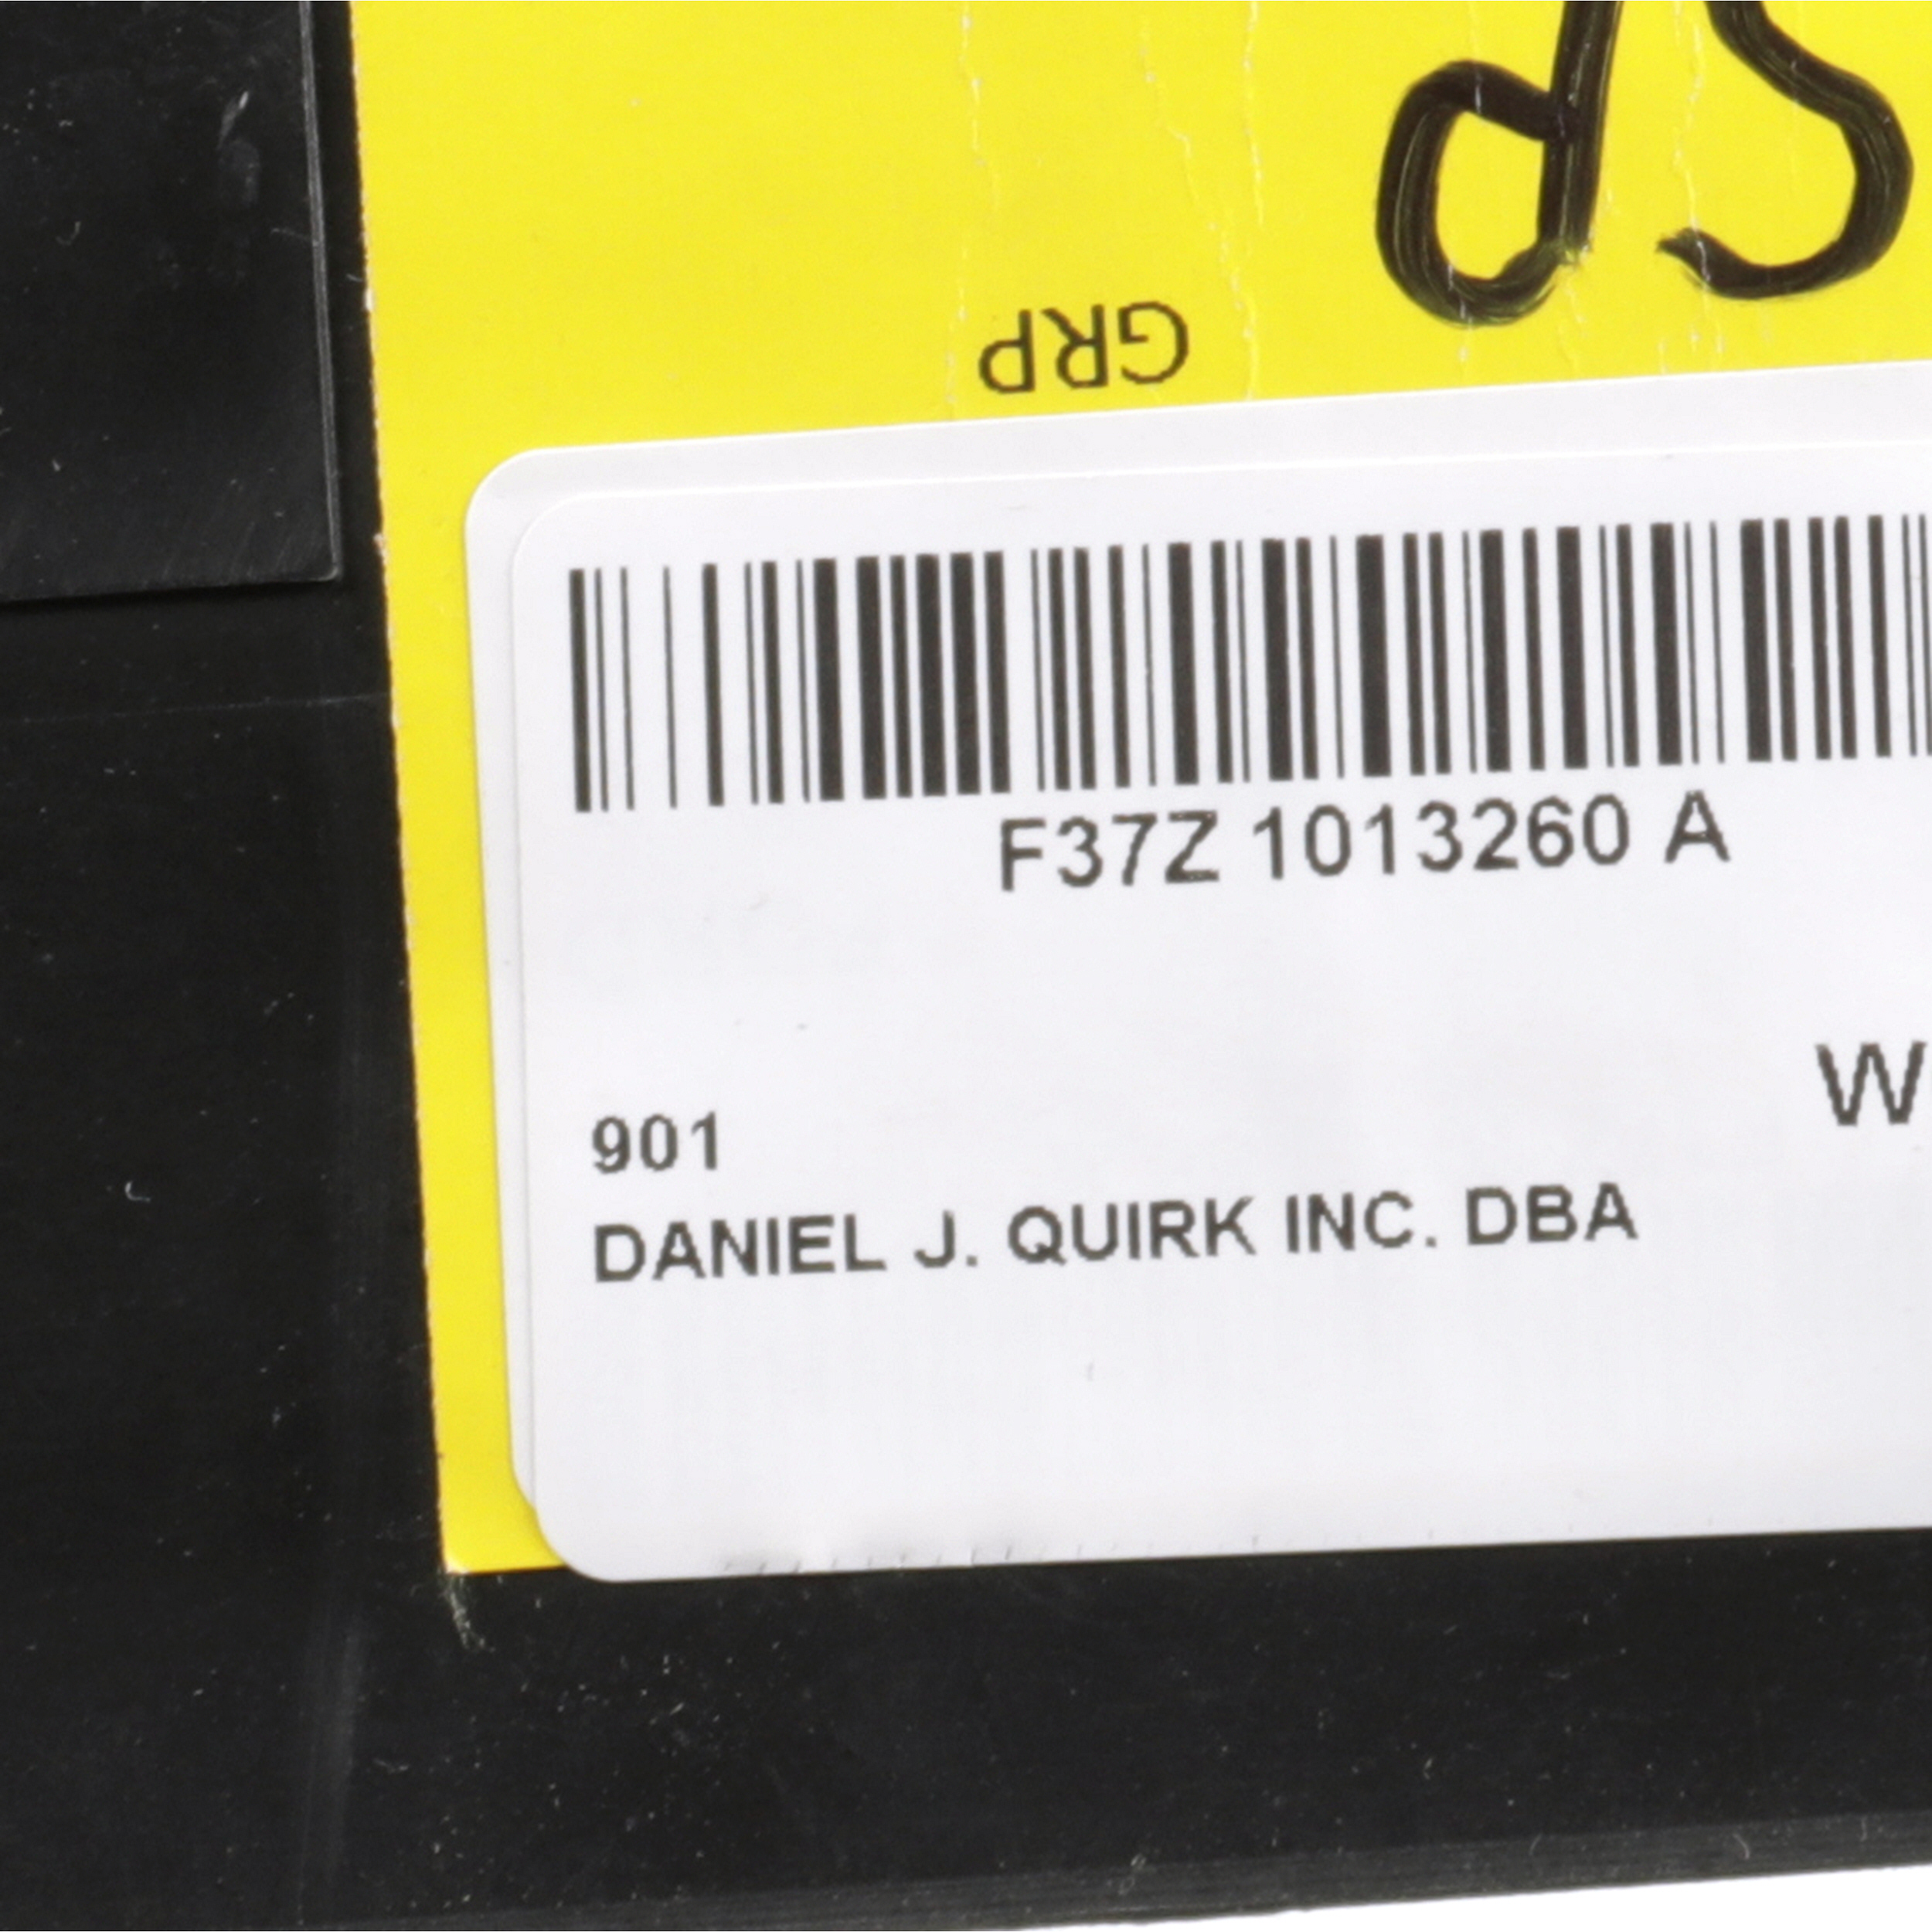 GRP
F37Z 1013260 A
W
901
DANIEL J. QUIRK INC. DBA